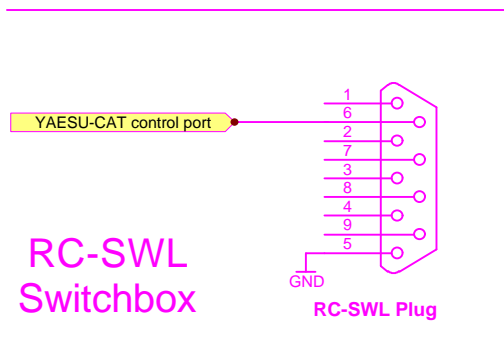 1
6
YAESU-CAT control port
2
7
3
8
4
9
5
RC-SWL
Switchbox
GND
RC-SWL Plug